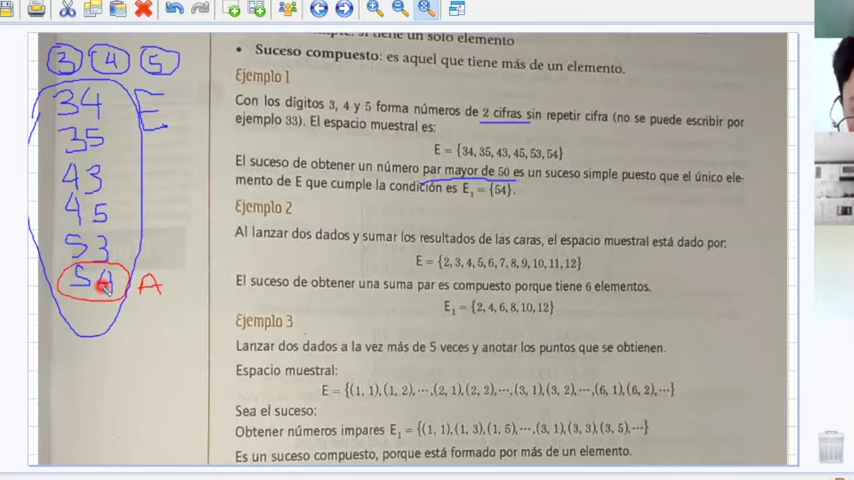 si tiene un solo elemento
• Suceso compuesto: es aquel que tiene más de un elemento.
Ejemplo 1
Con los dígitos 3, 4 y 5 forma números de 2 cifras sin repetir cifra (no se puede escribir por
ejemplo 33). El espacio muestral es:
E = {34, 35, 43, 45, 53, 54}
El suceso de obtener un número par mayor de 50 es un suceso simple puesto que el único ele-
mento de E que cumple la condición es E₁ = {54}.
Ejemplo 2
Al lanzar dos dados y sumar los resultados de las caras, el espacio muestral está dado por:
E = {2, 3, 4, 5, 6, 7, 8, 9, 10, 11, 12}
El suceso de obtener una suma par es compuesto porque tiene 6 elementos.
E₁ = {2, 4, 6, 8, 10, 12}
Ejemplo 3
Lanzar dos dados a la vez más de 5 veces y anotar los puntos que se obtienen.
Espacio muestral:
E = {(1, 1), (1, 2), ⋯, (2, 1), (2, 2), ⋯, (3, 1), (3, 2), ⋯, (6, 1), (6, 2), ⋯}
Sea el suceso:
Obtener números impares E₁ = {(1, 1), (1, 3), (1, 5), ⋯, (3, 1), (3, 3), (3, 5), ⋯}
Es un suceso compuesto, porque está formado por más de un elemento.
3 4 5
34 E
35
43
45
53
54 A